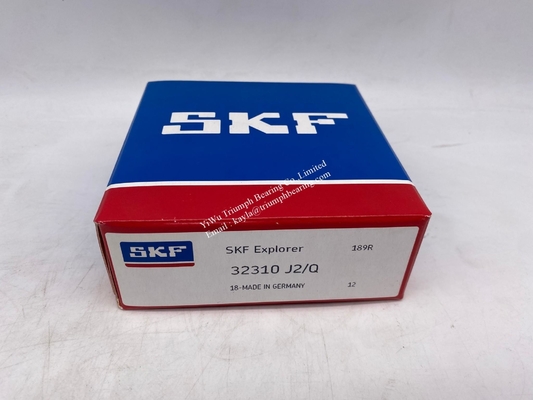 SKF
YiWu Triumph Bearing Co.,Limited
Email : kayla@triumphbearing.com
SKF
SKF Explorer 189R
32310 J2/Q
18-MADE IN GERMANY 12